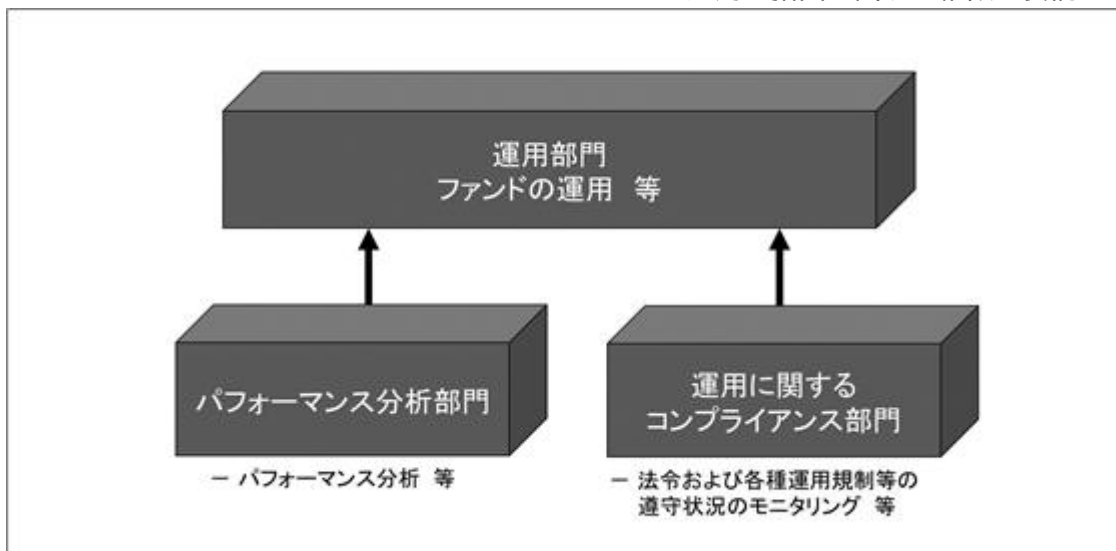 運用部門
ファンドの運用 等
パフォーマンス分析部門
－ パフォーマンス分析 等
運用に関する
コンプライアンス部門
－ 法令および各種運用規制等の
遵守状況のモニタリング 等